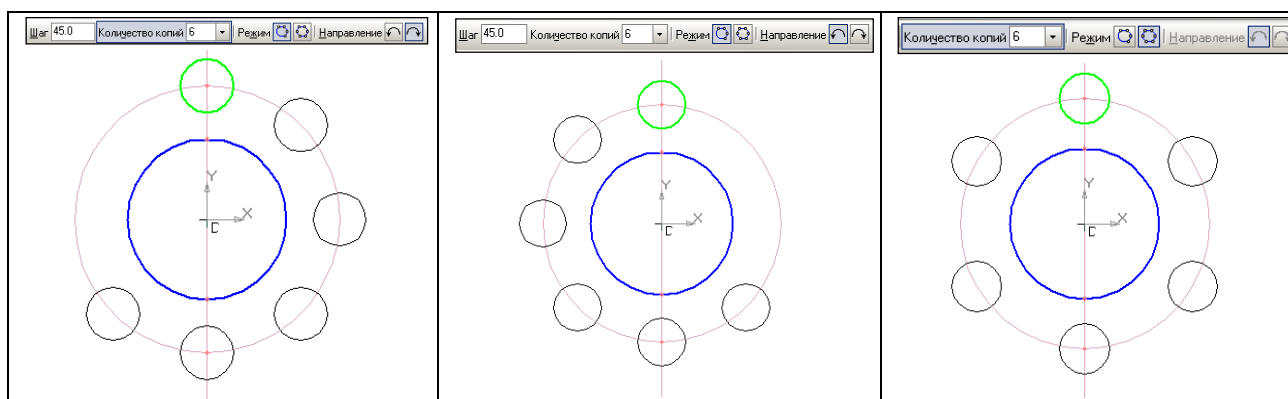 Шаг 45.0 Количество копий 6 Режим Направление
Y
X
С
Шаг 45.0 Количество копий 6 Режим Направление
Y
X
С
Количество копий 6 Режим Направление
Y
X
С